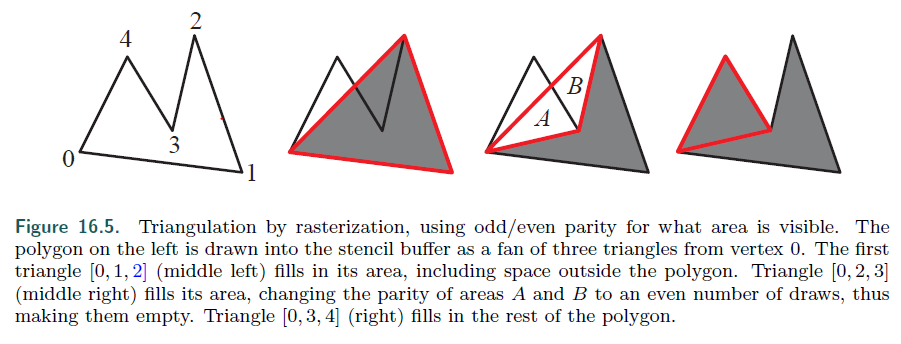 2
4
B
A
3
0
1
Figure 16.5. Triangulation by rasterization, using odd/even parity for what area is visible. The
polygon on the left is drawn into the stencil buffer as a fan of three triangles from vertex 0. The first
triangle [0, 1, 2] (middle left) fills in its area, including space outside the polygon. Triangle [0, 2, 3]
(middle right) fills its area, changing the parity of areas A and B to an even number of draws, thus
making them empty. Triangle [0, 3, 4] (right) fills in the rest of the polygon.